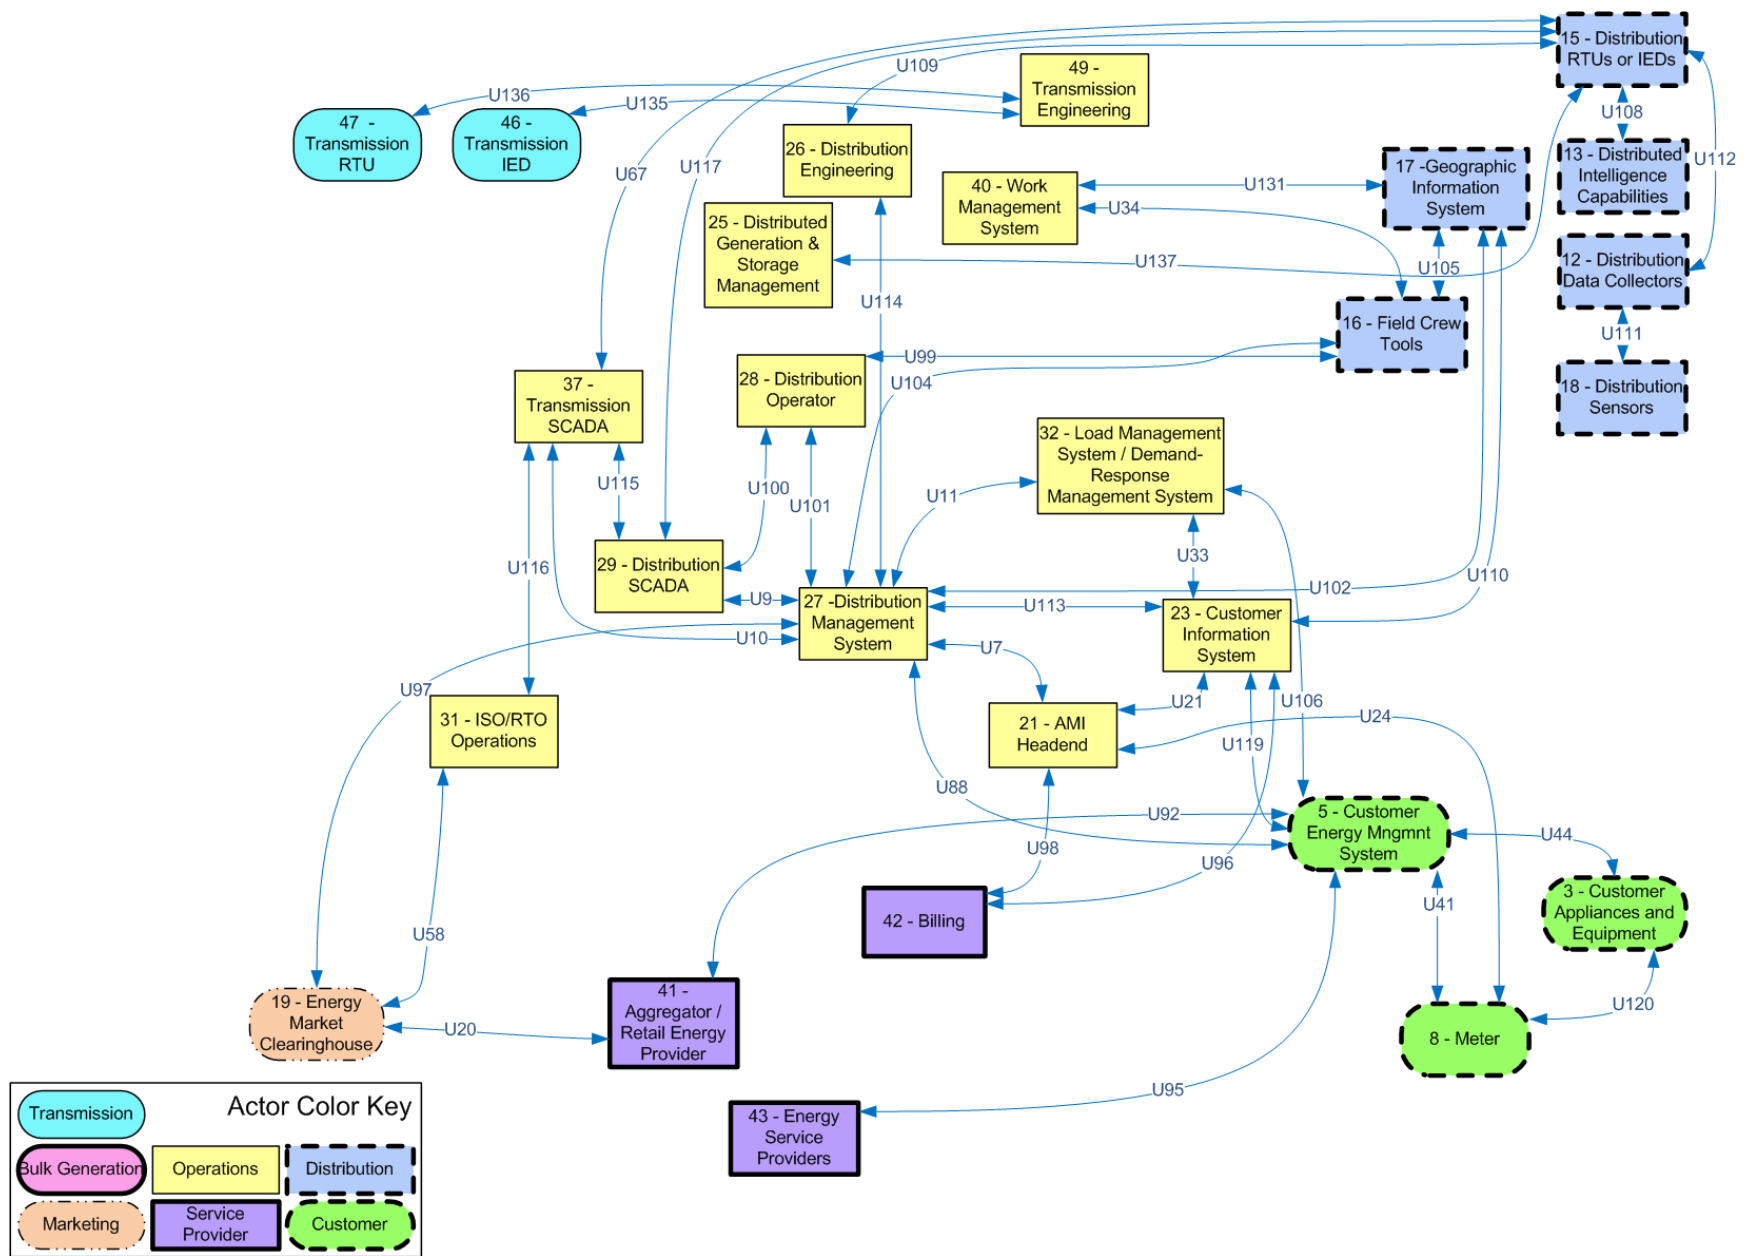 15 - Distribution
RTUs or IEDs
U109
49 -
Transmission
Engineering
U136
U135
U108
47 -
Transmission
RTU
46 -
Transmission
IED
26 - Distribution
Engineering
U117
U67
40 - Work
Management
System
U131
U34
17 -Geographic
Information
System
13 - Distributed
Intelligence
Capabilities
U112
25 - Distributed
Generation &
Storage
Management
U137
U105
12 - Distribution
Data Collectors
U114
16 - Field Crew
Tools
U111
U99
U104
28 - Distribution
Operator
37 -
Transmission
SCADA
18 - Distribution
Sensors
32 - Load Management
System / Demand-
Response
Management System
U115
U100
U101
U11
U33
U116
29 - Distribution
SCADA
U9
27 -Distribution
Management
System
U113
U102
U110
23 - Customer
Information
System
U10
U7
U97
U21
U106
31 - ISO/RTO
Operations
21 - AMI
Headend
U24
U119
U88
U92
5 - Customer
Energy Mngmnt
System
U44
U98
U96
42 - Billing
U41
3 - Customer
Appliances and
Equipment
U58
19 - Energy
Market
Clearinghouse
U20
41 -
Aggregator /
Retail Energy
Provider
U120
8 - Meter
U95
43 - Energy
Service
Providers
Actor Color Key
Transmission
Bulk Generation
Operations
Distribution
Marketing
Service
Provider
Customer